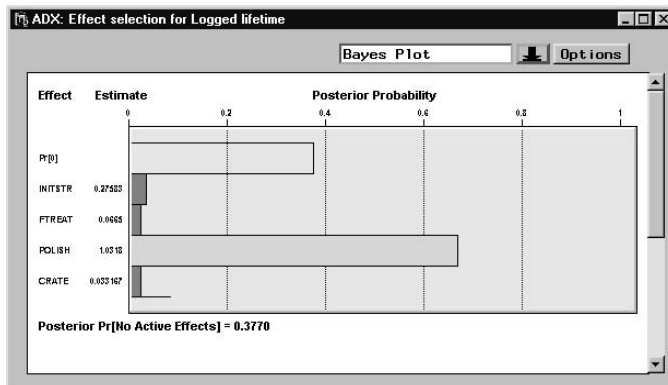 ADX: Effect selection for Logged lifetime
Bayes Plot Options
Effect Estimate Posterior Probability
0 0.2 0.4 0.6 0.8 1
Pr[0]
INITSTR 0.27583
FTREAT 0.0665
POLISH 1.0318
CRATE 0.033167
Posterior Pr[No Active Effects] = 0.3770